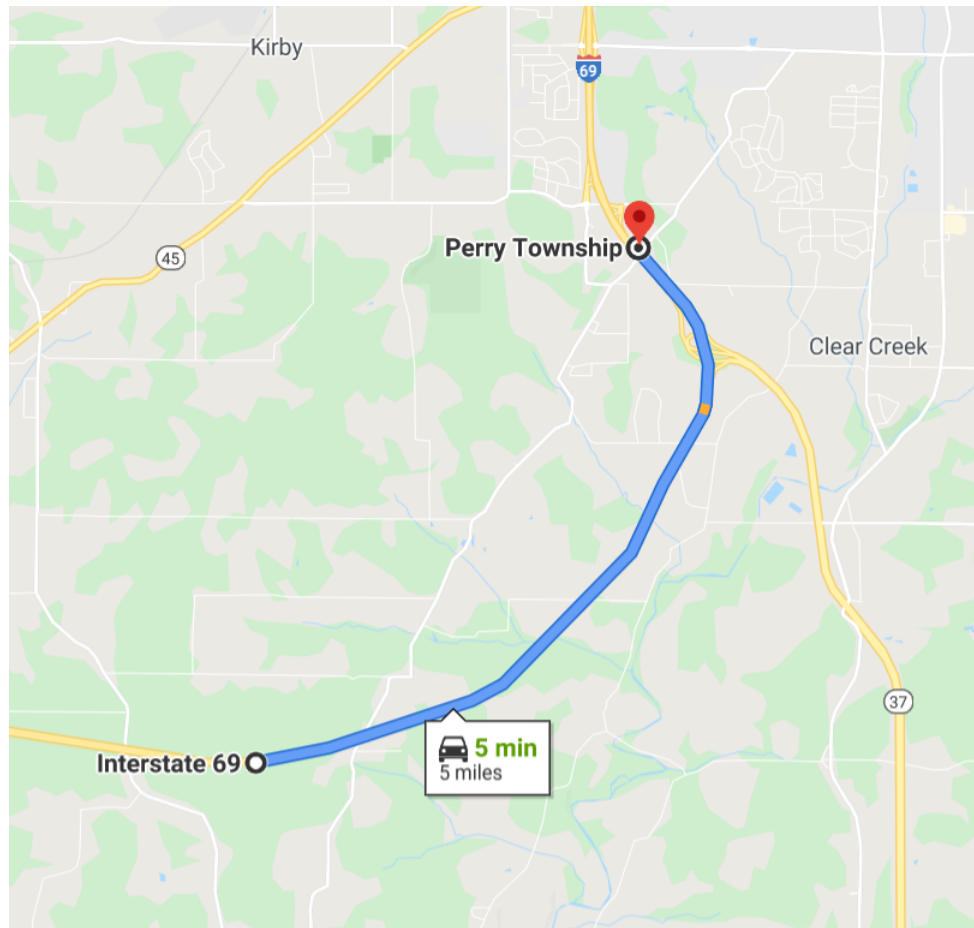 Kirby
69
45
Perry Township
Clear Creek
37
Interstate 69
5 min
5 miles